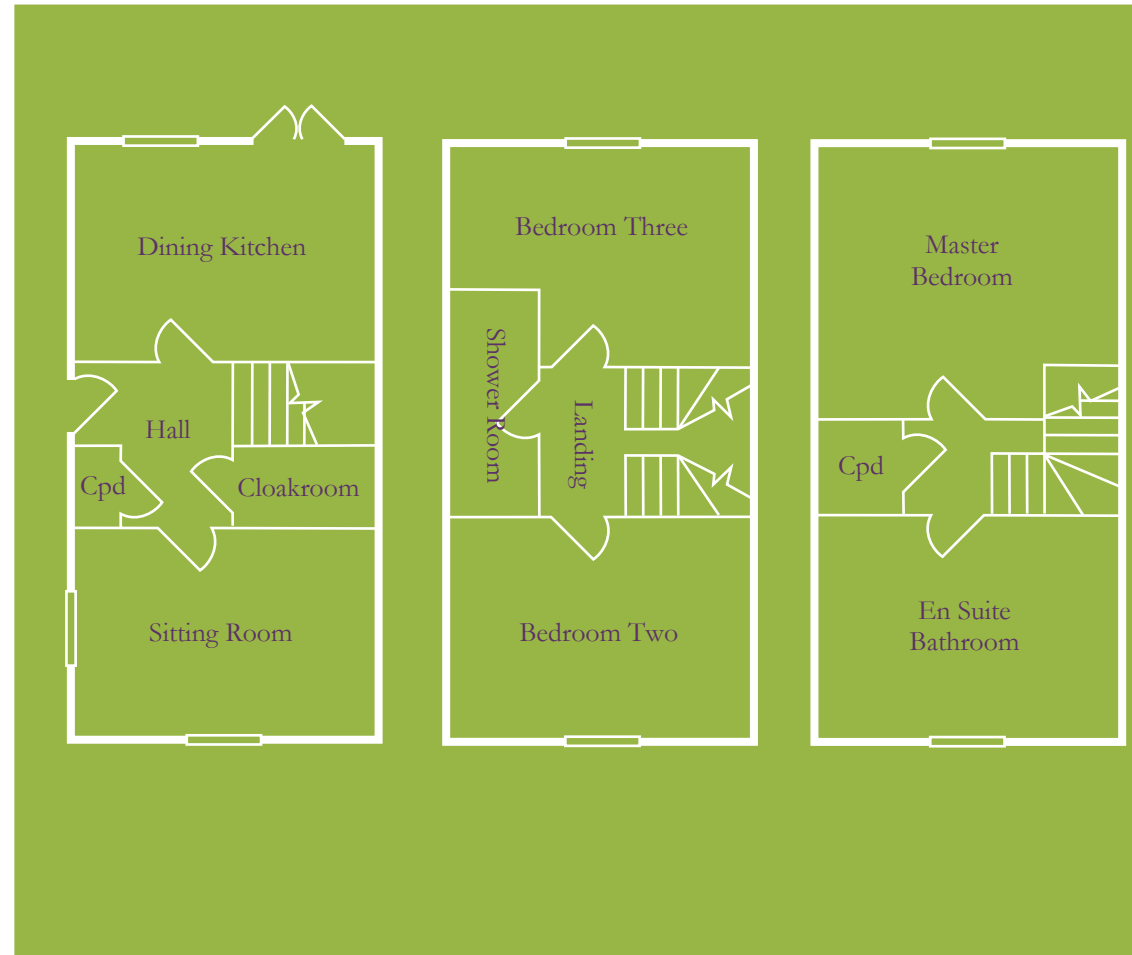 Dining Kitchen
Hall
Cpd
Cloakroom
Sitting Room
Bedroom Three
Shower Room
Landing
Bedroom Two
Master
Bedroom
Cpd
En Suite
Bathroom